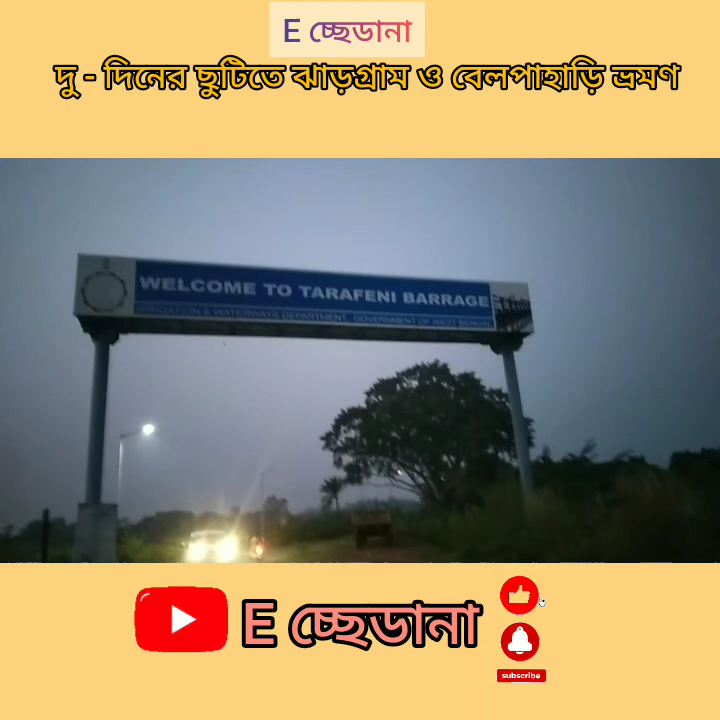 E চ্ছেডানা
দু - দিনের ছুটিতে ঝাড়গ্রাম ও বেলপাহাড়ি ভ্রমণ
WELCOME TO TARAFENI BARRAGE
IRRIGATION & WATERWAYS DEPARTMENT GOVERNMENT OF WEST BENGAL
E চ্ছেডানা
subscribe